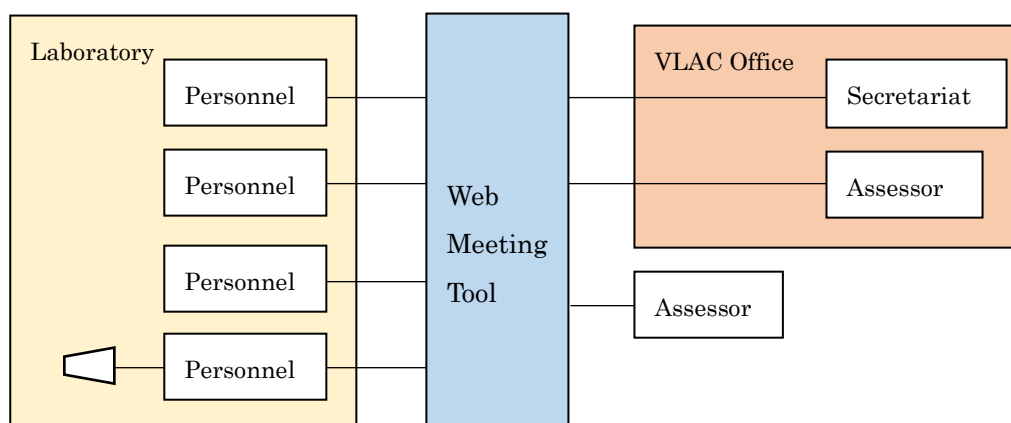 Laboratory
Personnel
Personnel
Personnel
Personnel
Web
Meeting
Tool
VLAC Office
Secretariat
Assessor
Assessor